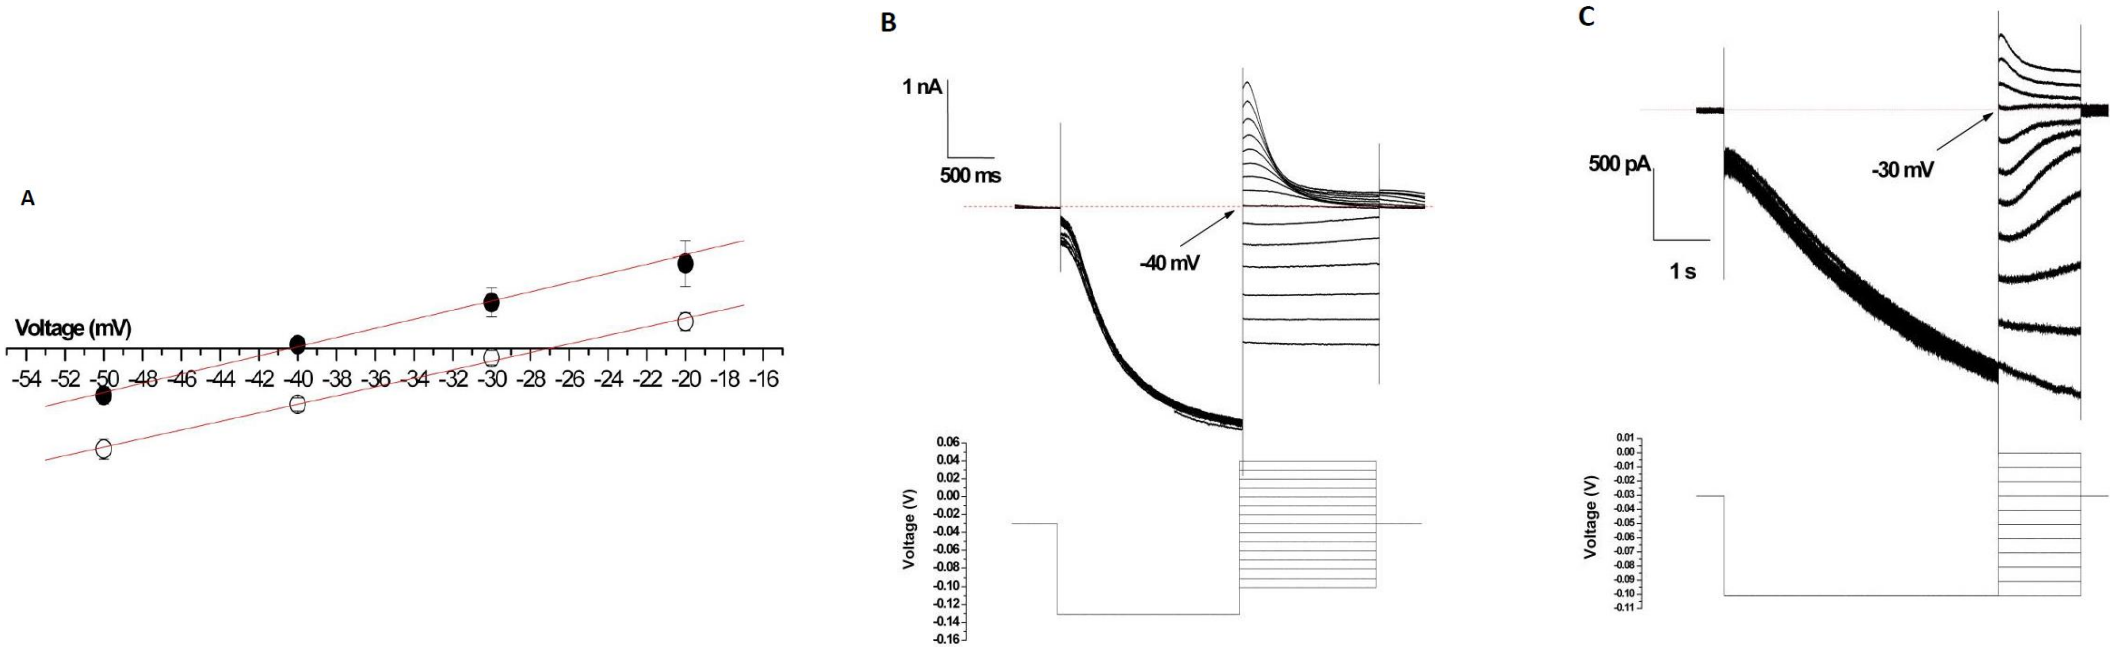 A
Voltage (mV)
-54 -52 -50 -48 -46 -44 -42 -40 -38 -36 -34 -32 -30 -28 -26 -24 -22 -20 -18 -16
B
1 nA
500 ms
-40 mV
Voltage (V)
0.06
0.04
0.02
0.00
-0.02
-0.04
-0.06
-0.08
-0.10
-0.12
-0.14
-0.16
C
500 pA
1 s
-30 mV
Voltage (V)
0.01
0.00
-0.01
-0.02
-0.03
-0.04
-0.05
-0.06
-0.07
-0.08
-0.09
-0.10
-0.11